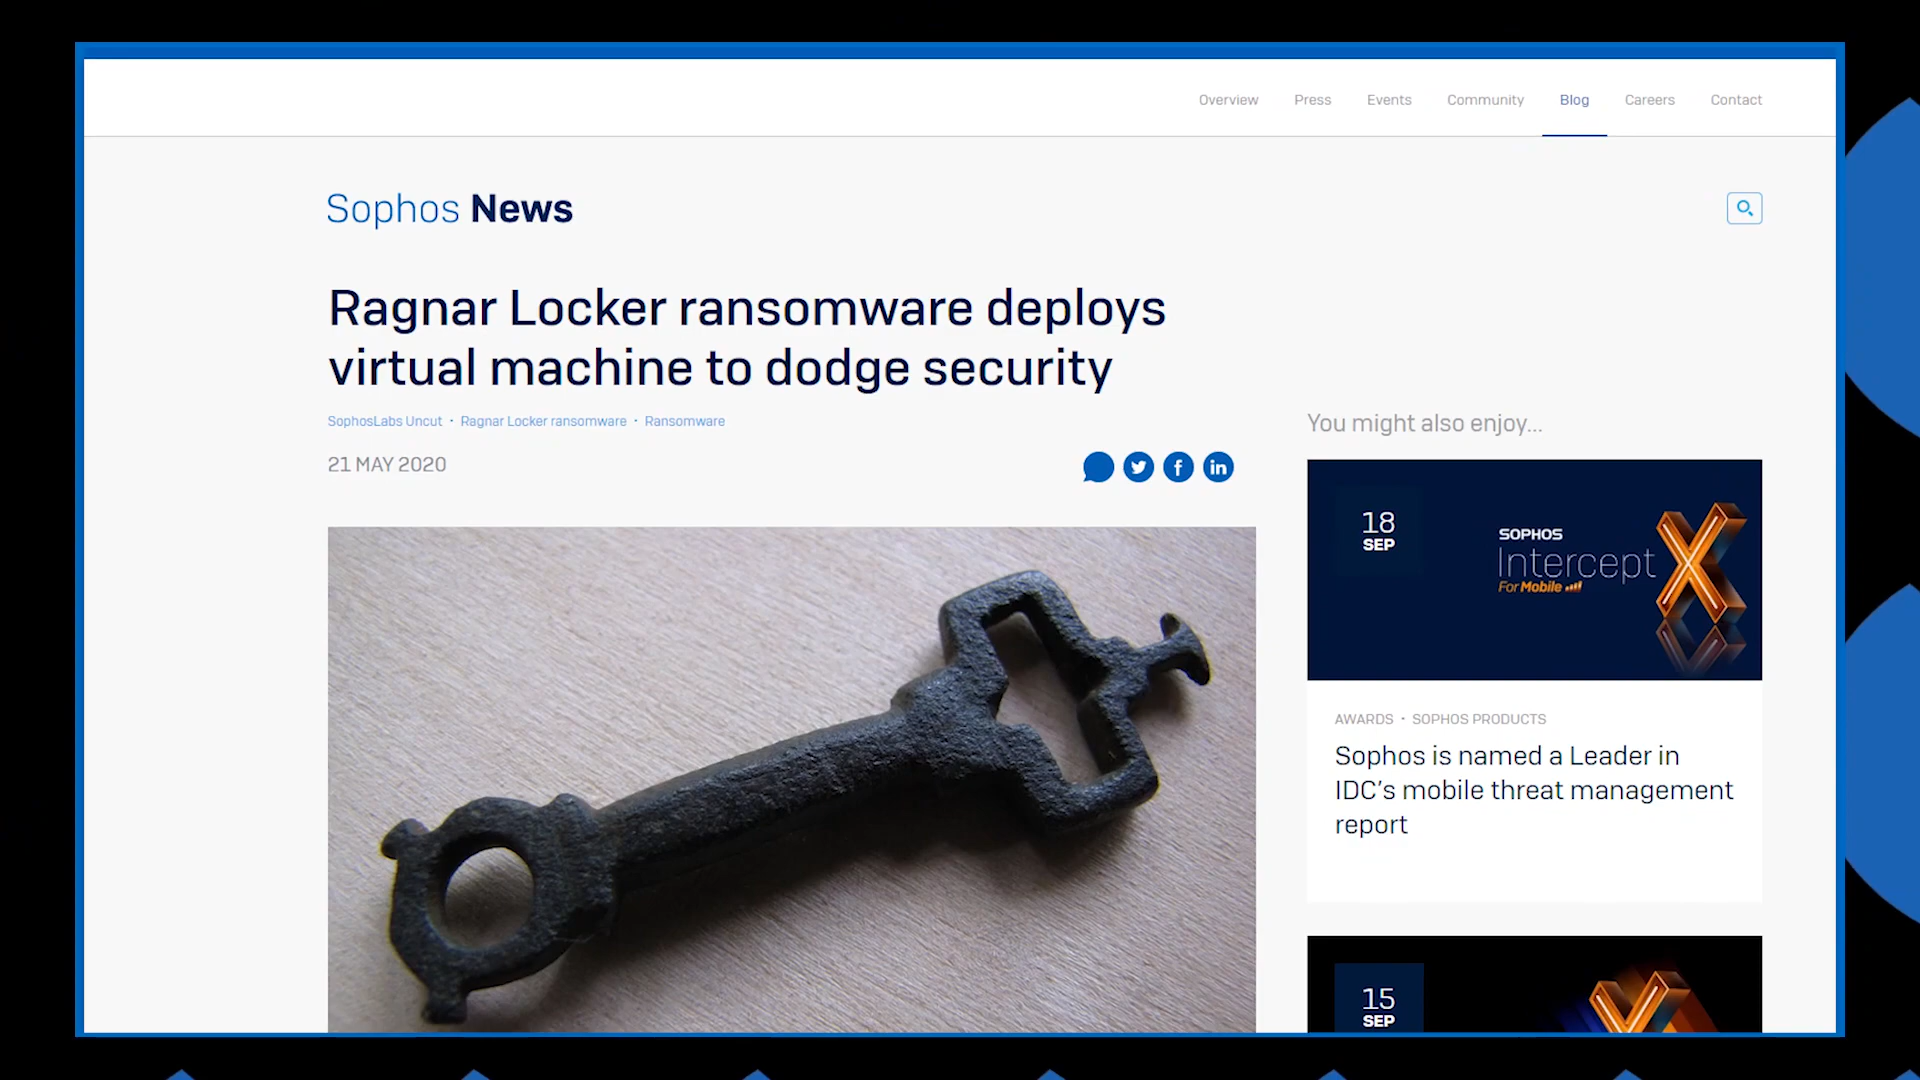 Overview Press Events Community Blog Careers Contact
Sophos News
Ragnar Locker ransomware deploys
virtual machine to dodge security
SophosLabs Uncut · Ragnar Locker ransomware · Ransomware
21 MAY 2020
You might also enjoy...
18
SEP
SOPHOS
Intercept X
For Mobile
AWARDS · SOPHOS PRODUCTS
Sophos is named a Leader in
IDC’s mobile threat management
report
15
SEP